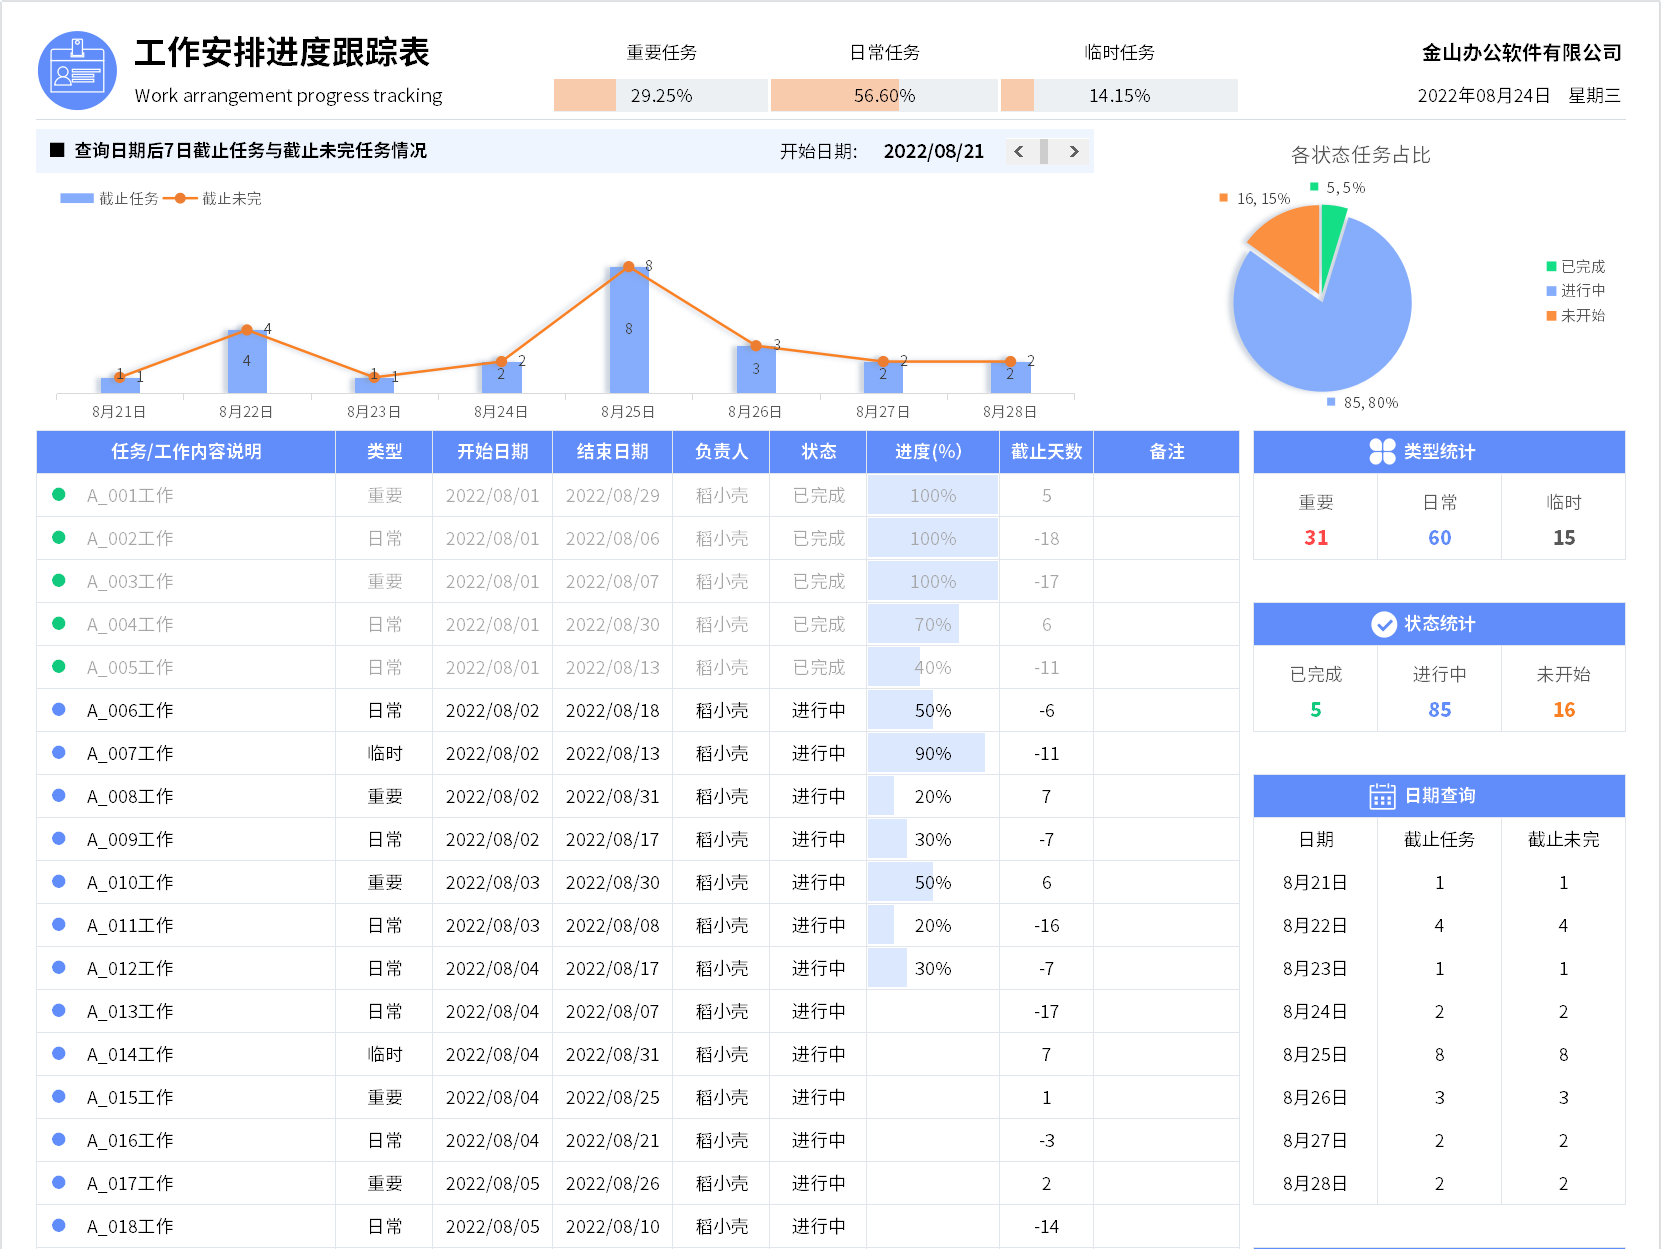 工作安排进度跟踪表
Work arrangement progress tracking
重要任务 日常任务 临时任务
29.25% 56.60% 14.15%
金山办公软件有限公司
2022年08月24日 星期三
■ 查询日期后7日截止任务与截止未完任务情况 开始日期: 2022/08/21 < >
截止任务 截止未完
1 4 1 2 8 3 2 2
1 4 1 2 8 3 2 2
8月21日 8月22日 8月23日 8月24日 8月25日 8月26日 8月27日 8月28日
各状态任务占比
5, 5%
16, 15%
85, 80%
已完成
进行中
未开始
任务/工作内容说明 类型 开始日期 结束日期 负责人 状态 进度(%) 截止天数 备注
A_001工作 重要 2022/08/01 2022/08/29 稻小壳 已完成 100% 5
A_002工作 日常 2022/08/01 2022/08/06 稻小壳 已完成 100% -18
A_003工作 重要 2022/08/01 2022/08/07 稻小壳 已完成 100% -17
A_004工作 日常 2022/08/01 2022/08/30 稻小壳 已完成 70% 6
A_005工作 日常 2022/08/01 2022/08/13 稻小壳 已完成 40% -11
A_006工作 日常 2022/08/02 2022/08/18 稻小壳 进行中 50% -6
A_007工作 临时 2022/08/02 2022/08/13 稻小壳 进行中 90% -11
A_008工作 重要 2022/08/02 2022/08/31 稻小壳 进行中 20% 7
A_009工作 日常 2022/08/02 2022/08/17 稻小壳 进行中 30% -7
A_010工作 重要 2022/08/03 2022/08/30 稻小壳 进行中 50% 6
A_011工作 日常 2022/08/03 2022/08/08 稻小壳 进行中 20% -16
A_012工作 日常 2022/08/04 2022/08/17 稻小壳 进行中 30% -7
A_013工作 日常 2022/08/04 2022/08/07 稻小壳 进行中 -17
A_014工作 临时 2022/08/04 2022/08/31 稻小壳 进行中 7
A_015工作 重要 2022/08/04 2022/08/25 稻小壳 进行中 1
A_016工作 日常 2022/08/04 2022/08/21 稻小壳 进行中 -3
A_017工作 重要 2022/08/05 2022/08/26 稻小壳 进行中 2
A_018工作 日常 2022/08/05 2022/08/10 稻小壳 进行中 -14
类型统计
重要 日常 临时
31 60 15
状态统计
已完成 进行中 未开始
5 85 16
日期查询
日期 截止任务 截止未完
8月21日 1 1
8月22日 4 4
8月23日 1 1
8月24日 2 2
8月25日 8 8
8月26日 3 3
8月27日 2 2
8月28日 2 2